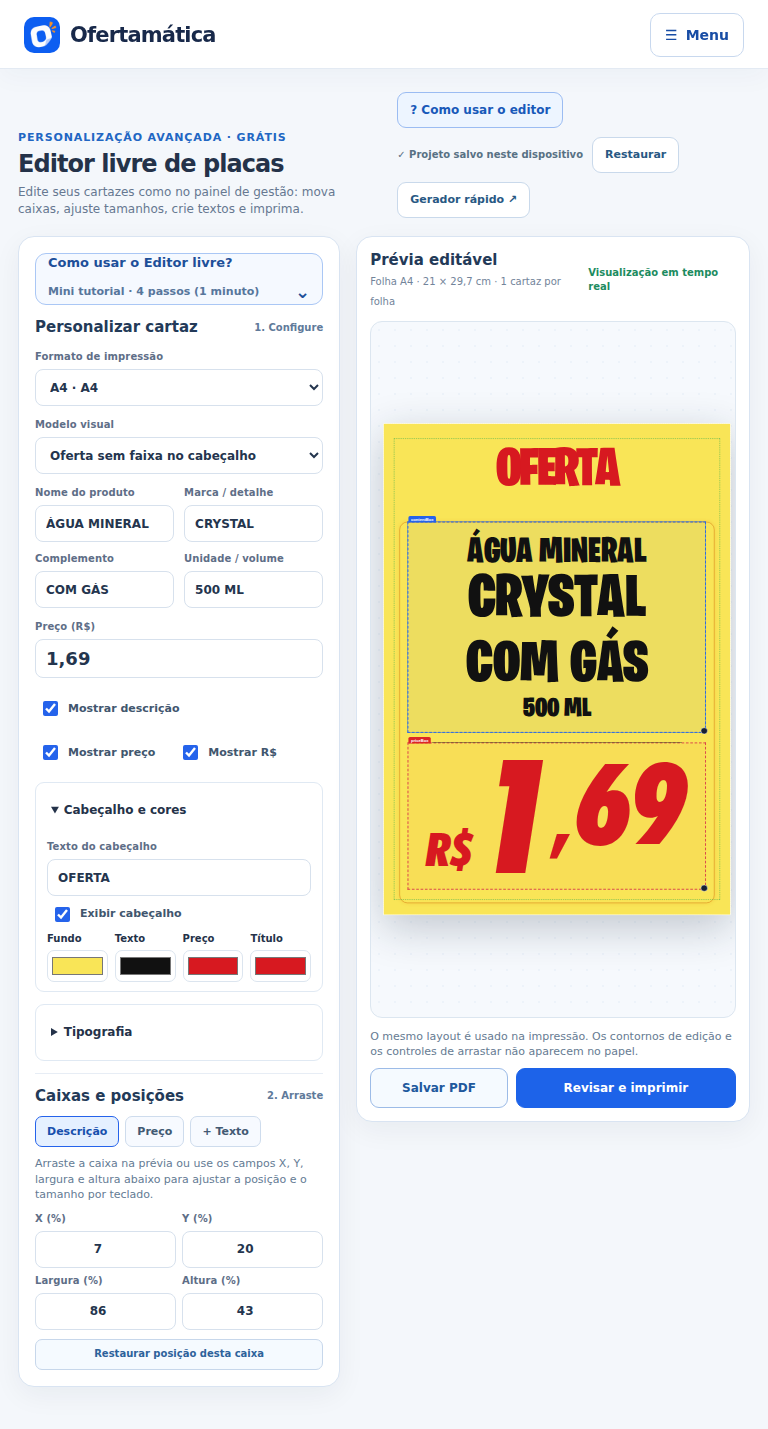 Ofertamática
☰ Menu
PERSONALIZAÇÃO AVANÇADA · GRÁTIS
Editor livre de placas
Edite seus cartazes como no painel de gestão: mova
caixas, ajuste tamanhos, crie textos e imprima.
? Como usar o editor
✓ Projeto salvo neste dispositivo
Restaurar
Gerador rápido ↗
Como usar o Editor livre?
Mini tutorial · 4 passos (1 minuto)
Personalizar cartaz
1. Configure
Formato de impressão
A4 · A4
Modelo visual
Oferta sem faixa no cabeçalho
Nome do produto
Marca / detalhe
ÁGUA MINERAL
CRYSTAL
Complemento
Unidade / volume
COM GÁS
500 ML
Preço (R$)
1,69
Mostrar descrição
Mostrar preço
Mostrar R$
▼ Cabeçalho e cores
Texto do cabeçalho
OFERTA
Exibir cabeçalho
Fundo
Texto
Preço
Título
▶ Tipografia
Caixas e posições
2. Arraste
Descrição
Preço
+ Texto
Arraste a caixa na prévia ou use os campos X, Y,
largura e altura abaixo para ajustar a posição e o
tamanho por teclado.
X (%)
Y (%)
7
20
Largura (%)
Altura (%)
86
43
Restaurar posição desta caixa
Prévia editável
Folha A4 · 21 × 29,7 cm · 1 cartaz por
folha
Visualização em tempo
real
OFERTA
ÁGUA MINERAL
CRYSTAL
COM GÁS
500 ML
R$ 1,69
O mesmo layout é usado na impressão. Os contornos de edição e
os controles de arrastar não aparecem no papel.
Salvar PDF
Revisar e imprimir